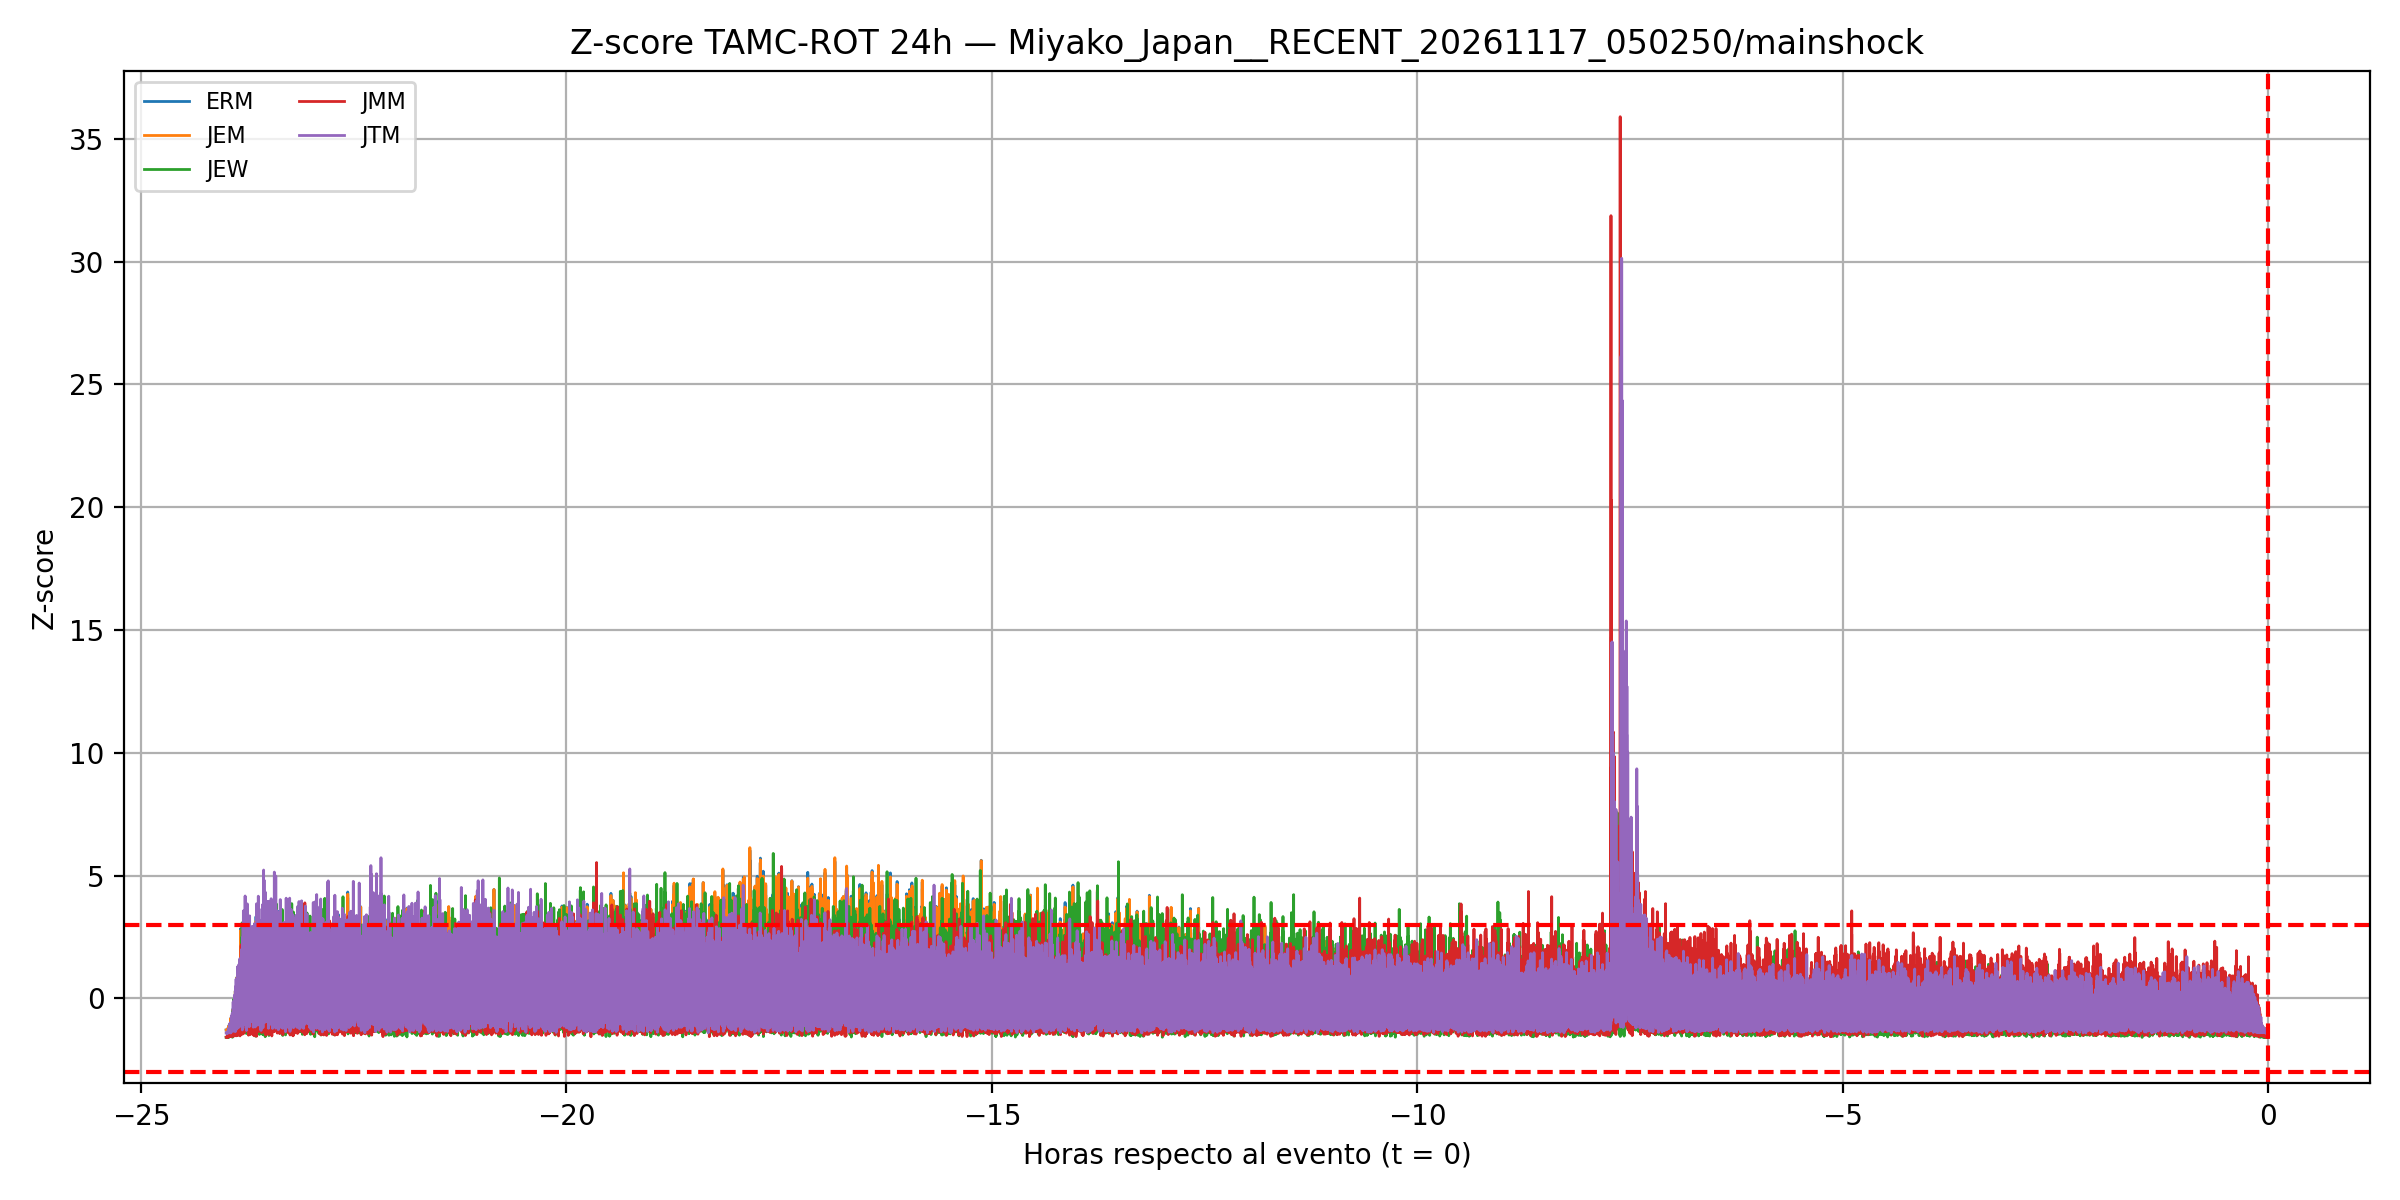 Z-score TAMC-ROT 24h — Miyako_Japan__RECENT_20261117_050250/mainshock
ERM
JEM
JEW
JMM
JTM
35
30
25
20
15
10
5
0
Z-score
−25
−20
−15
−10
−5
0
Horas respecto al evento (t = 0)